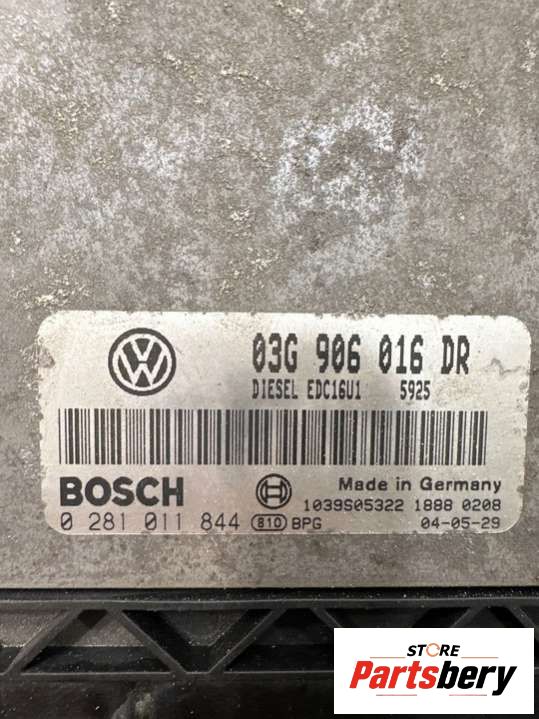 03G 906 016 DR
DIESEL EDC16U1 5925
BOSCH
Made in Germany
1039S05322 1888 0208
0 281 011 844 810 BPG 04-05-29
STORE
Partsbery